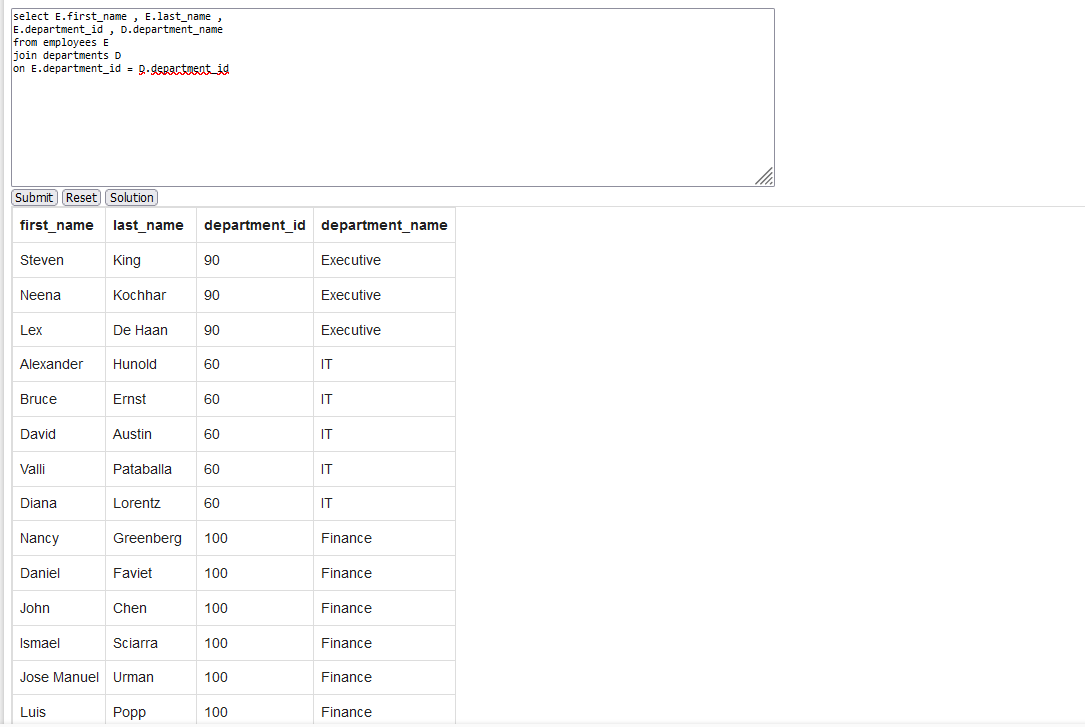 select E.first_name , E.last_name ,
E.department_id , D.department_name
from employees E
join departments D
on E.department_id = D.department_id
Submit Reset Solution
first_name last_name department_id department_name
Steven King 90 Executive
Neena Kochhar 90 Executive
Lex De Haan 90 Executive
Alexander Hunold 60 IT
Bruce Ernst 60 IT
David Austin 60 IT
Valli Pataballa 60 IT
Diana Lorentz 60 IT
Nancy Greenberg 100 Finance
Daniel Faviet 100 Finance
John Chen 100 Finance
Ismael Sciarra 100 Finance
Jose Manuel Urman 100 Finance
Luis Popp 100 Finance